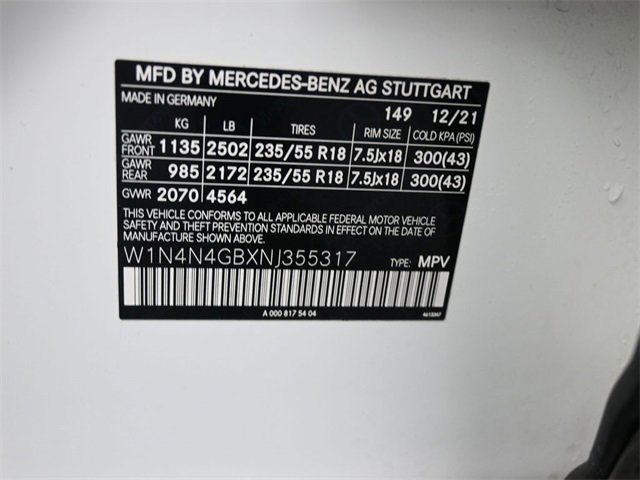 MFD BY MERCEDES-BENZ AG STUTTGART
MADE IN GERMANY 149 12/21
KG LB TIRES RIM SIZE COLD KPA(PSI)
GAWR FRONT 1135 2502 235/55 R18 7.5Jx18 300(43)
GAWR REAR 985 2172 235/55 R18 7.5Jx18 300(43)
GVWR 2070 4564
THIS VEHICLE CONFORMS TO ALL APPLICABLE FEDERAL MOTOR VEHICLE
SAFETY AND THEFT PREVENTION STANDARDS IN EFFECT ON THE DATE
OF MANUFACTURE SHOWN ABOVE.
W1N4N4GBXNJ355317 TYPE: MPV
A 000 817 54 04 4613347